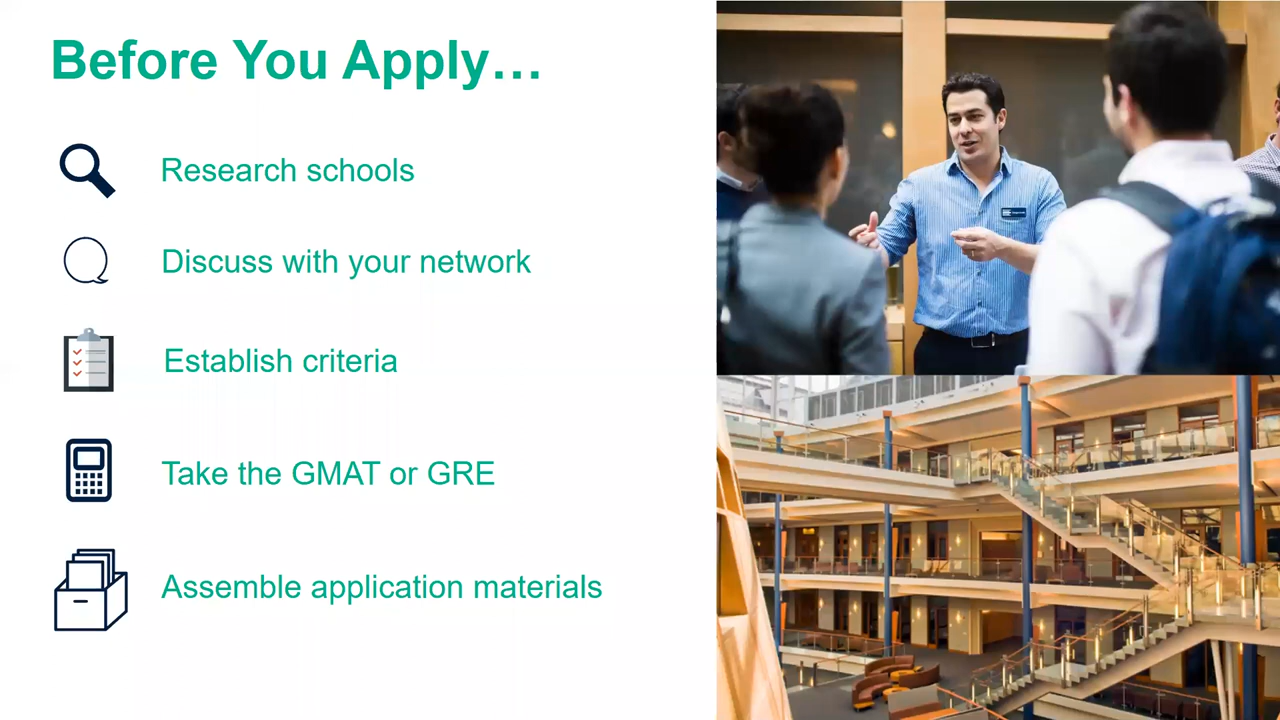 Before You Apply…
Research schools
Discuss with your network
Establish criteria
Take the GMAT or GRE
Assemble application materials